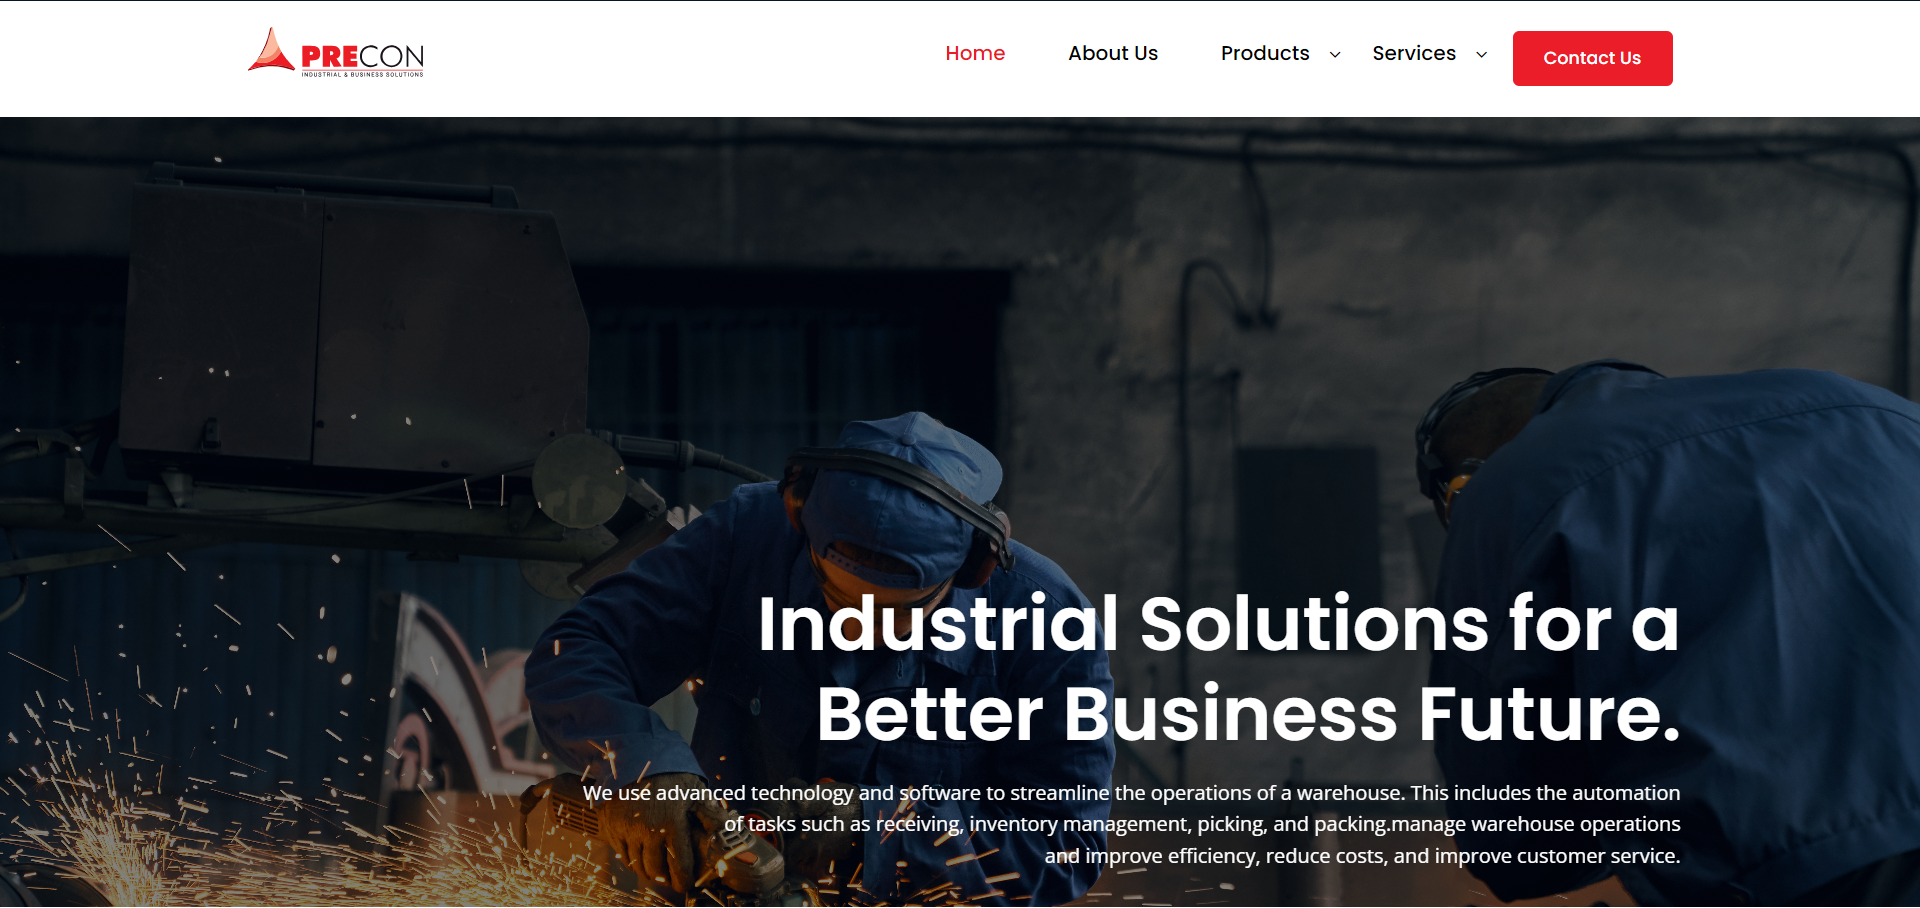 PRECON
INDUSTRIAL & BUSINESS SOLUTIONS
Home About Us Products Services Contact Us
Industrial Solutions for a
Better Business Future.
We use advanced technology and software to streamline the operations of a warehouse. This includes the automation
of tasks such as receiving, inventory management, picking, and packing.manage warehouse operations
and improve efficiency, reduce costs, and improve customer service.